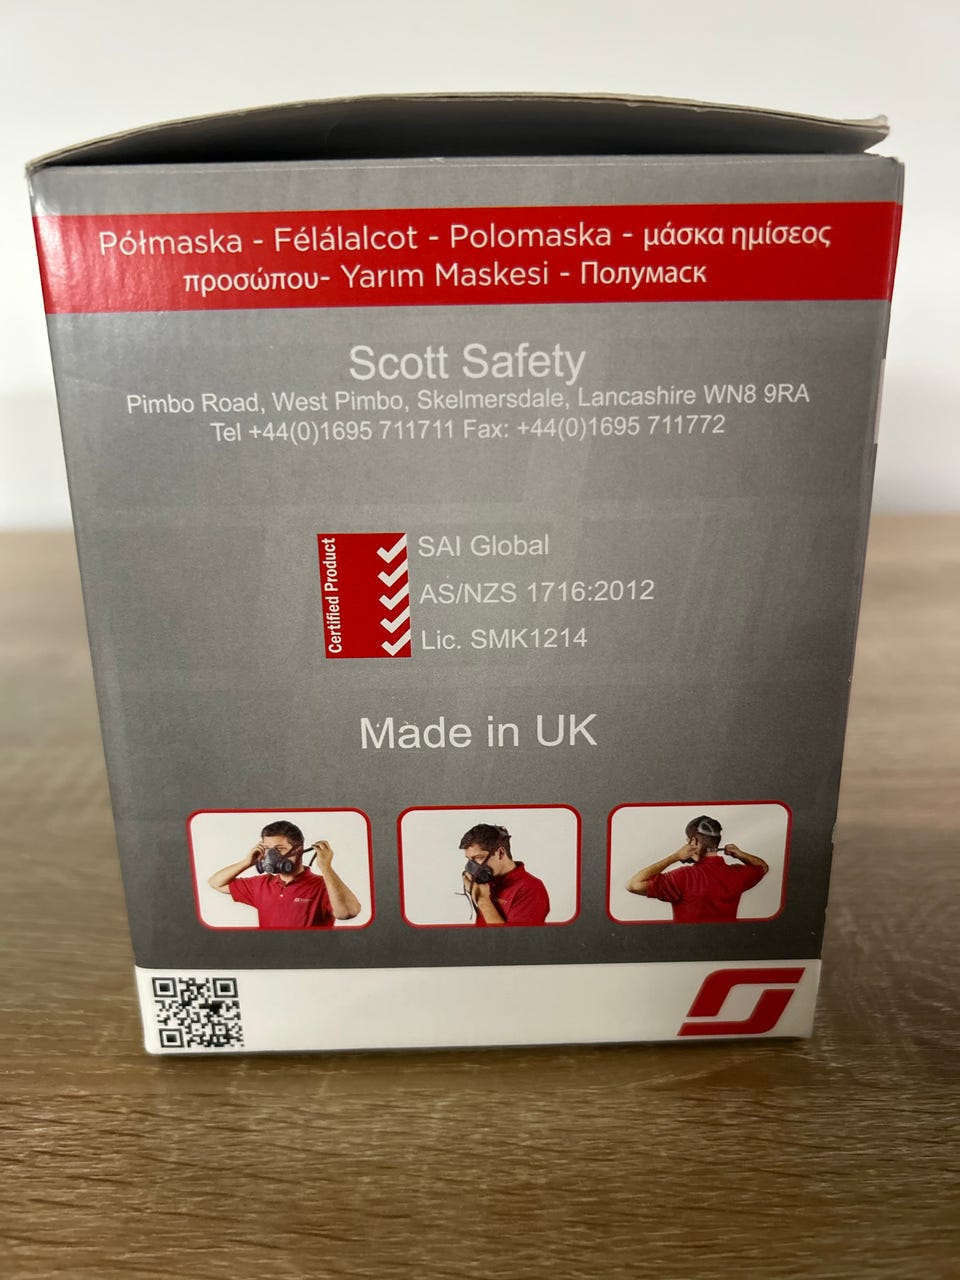 Półmaska - Félálalcot - Polomaska - μάσκα ημίσεος
προσώπου- Yarım Maskesi - Полумаск
Scott Safety
Pimbo Road, West Pimbo, Skelmersdale, Lancashire WN8 9RA
Tel +44(0)1695 711711 Fax: +44(0)1695 711772
Certified Product
SAI Global
AS/NZS 1716:2012
Lic. SMK1214
Made in UK